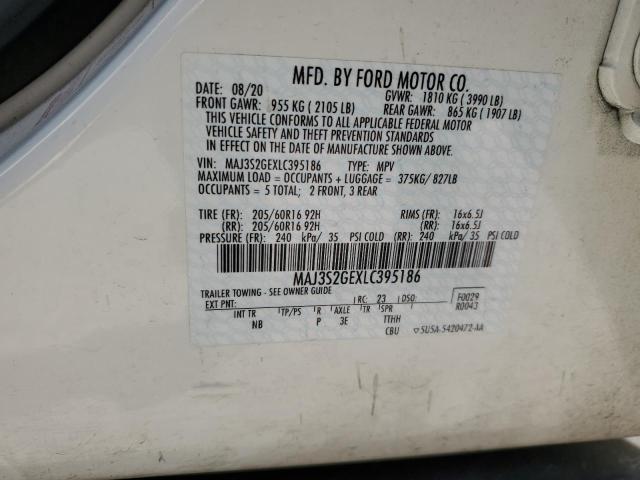 MFD. BY FORD MOTOR CO.
DATE: 08/20 GVWR: 1810 KG (3990 LB)
FRONT GAWR: 955 KG (2105 LB) REAR GAWR: 865 KG (1907 LB)
THIS VEHICLE CONFORMS TO ALL APPLICABLE FEDERAL MOTOR
VEHICLE SAFETY AND THEFT PREVENTION STANDARDS
IN EFFECT ON THE DATE OF MANUFACTURE SHOWN ABOVE.
VIN: MAJ3S2GEXLC395186 TYPE: MPV
MAXIMUM LOAD = OCCUPANTS + LUGGAGE = 375KG/ 827LB
OCCUPANTS = 5 TOTAL; 2 FRONT, 3 REAR
TIRE (FR): 205/60R16 92H RIMS (FR): 16x6.5J
(RR): 205/60R16 92H (RR): 16x6.5J
PRESSURE (FR): 240 kPa/ 35 PSI COLD (RR): 240 kPa/ 35 PSI COLD
MAJ3S2GEXLC395186
TRAILER TOWING - SEE OWNER GUIDE
EXT PNT: RC: 23 DSO: F0029
R0043
INT TR TP/PS R AXLE TR SPR
NB P 3E TTHH
CBU 5US4-5420472-AA